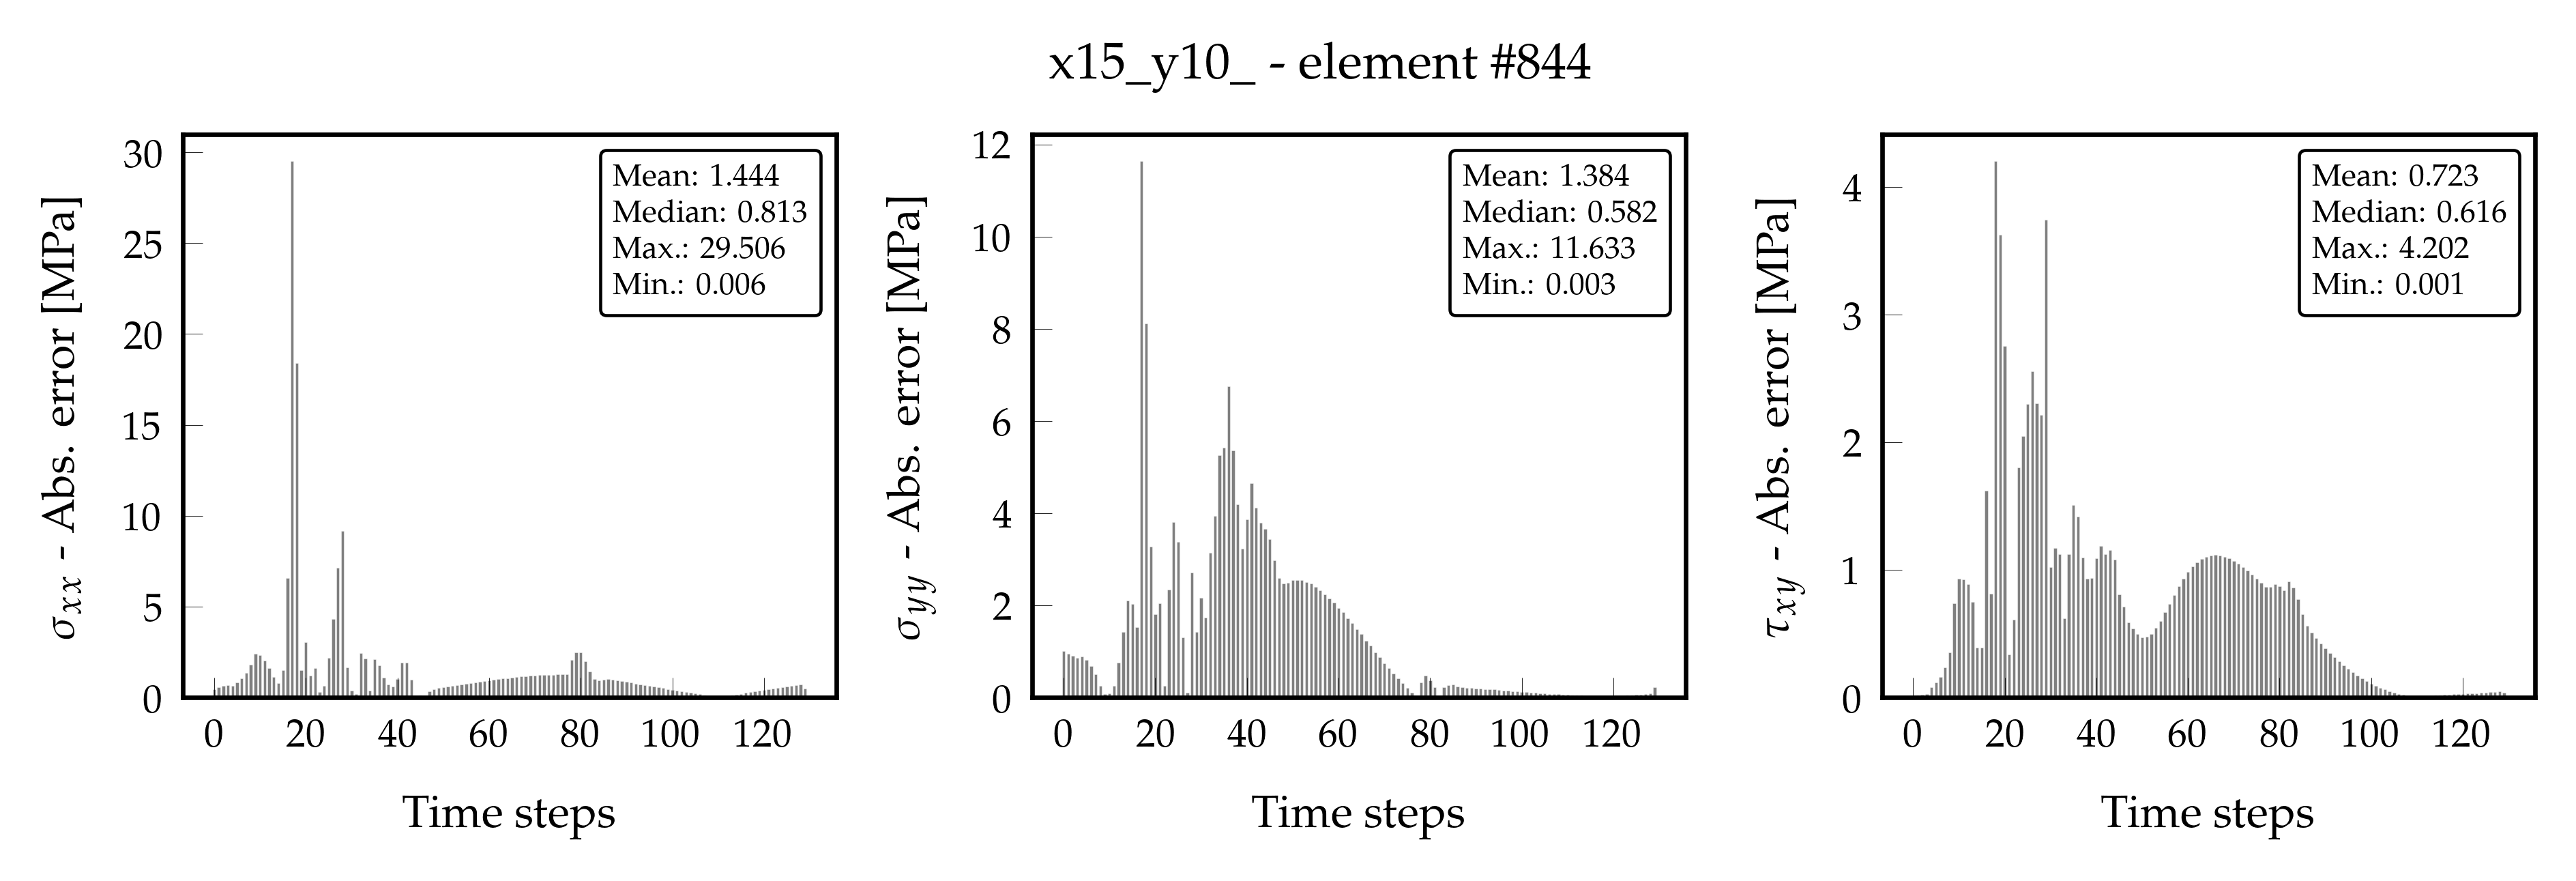 x15_y10_ - element #844
σxx - Abs. error [MPa]
30
25
20
15
10
5
0
Mean: 1.444
Median: 0.813
Max.: 29.506
Min.: 0.006
0 20 40 60 80 100 120
Time steps
σyy - Abs. error [MPa]
12
10
8
6
4
2
0
Mean: 1.384
Median: 0.582
Max.: 11.633
Min.: 0.003
0 20 40 60 80 100 120
Time steps
τxy - Abs. error [MPa]
4
3
2
1
0
Mean: 0.723
Median: 0.616
Max.: 4.202
Min.: 0.001
0 20 40 60 80 100 120
Time steps